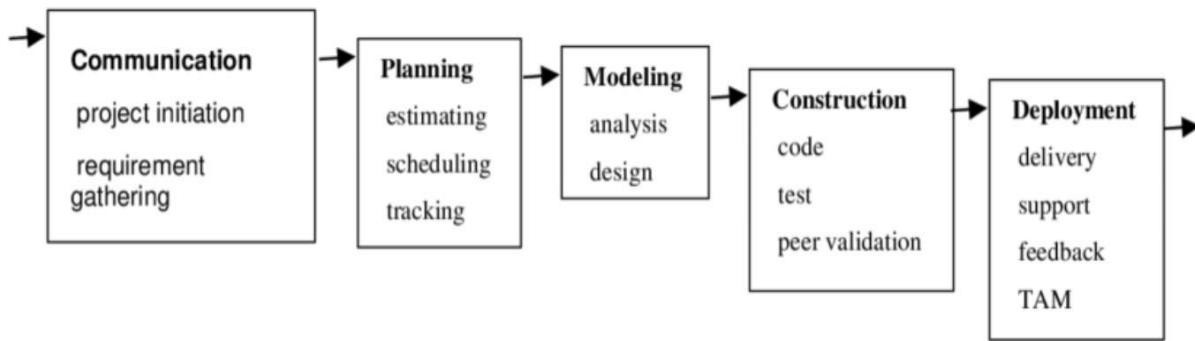 Communication
project initiation
requirement
gathering
Planning
estimating
scheduling
tracking
Modeling
analysis
design
Construction
code
test
peer validation
Deployment
delivery
support
feedback
TAM